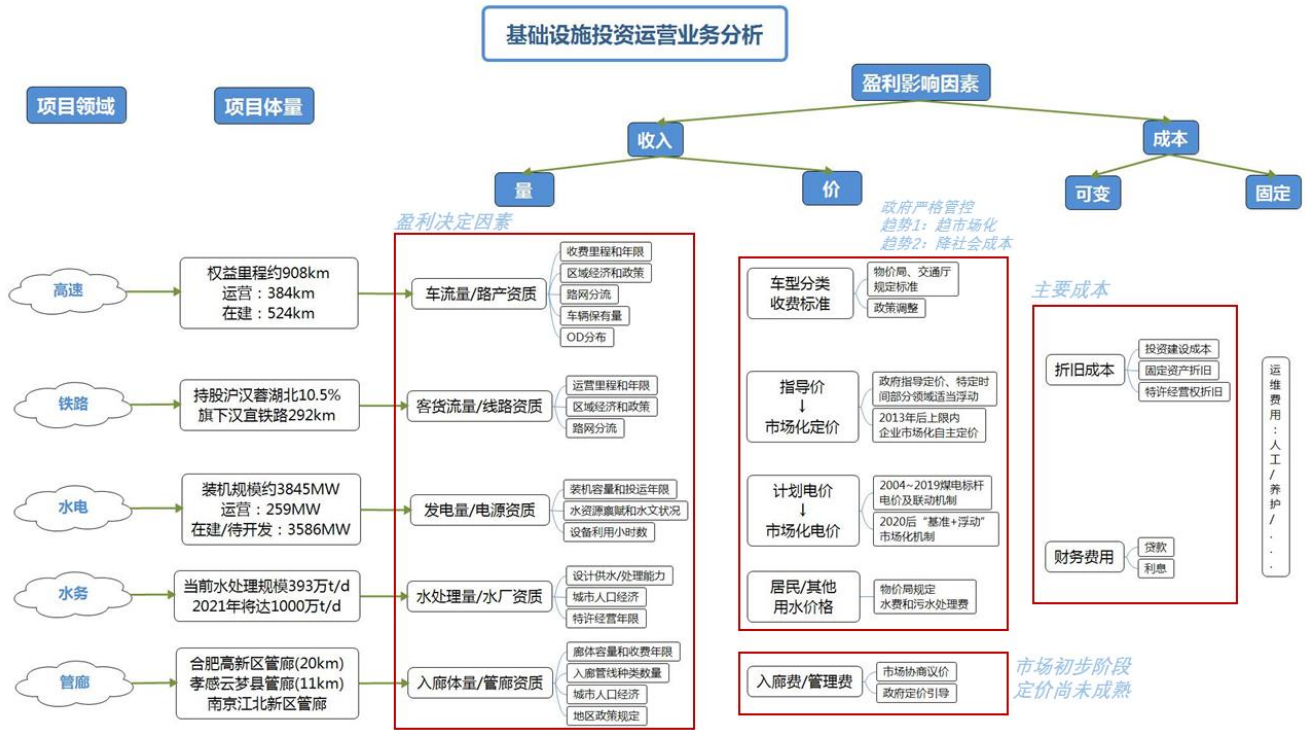 基础设施投资运营业务分析
项目领域
项目体量
盈利影响因素
收入
成本
量
价
可变
固定
盈利决定因素
政府严格管控
趋势1：趋市场化
趋势2：降社会成本
高速
权益里程约908km
运营：384km
在建：524km
车流量/路产资质
收费里程和年限
区域经济和政策
路网分流
车辆保有量
OD分布
车型分类
收费标准
物价局、交通厅
规定标准
政策调整
铁路
持股沪汉蓉湖北10.5%
旗下汉宜铁路292km
客货流量/线路资质
运营里程和年限
区域经济和政策
路网分流
指导价
↓
市场化定价
政府指导定价、特定时
间部分领域适当浮动
2013年后上限内
企业市场化自主定价
水电
装机规模约3845MW
运营：259MW
在建/待开发：3586MW
发电量/电源资质
装机容量和投运年限
水资源禀赋和水文状况
设备利用小时数
计划电价
↓
市场化电价
2004~2019煤电标杆
电价及联动机制
2020后“基准+浮动”
市场化机制
水务
当前水处理规模393万t/d
2021年将达1000万t/d
水处理量/水厂资质
设计供水/处理能力
城市人口经济
特许经营年限
居民/其他
用水价格
物价局规定
水费和污水处理费
管廊
合肥高新区管廊(20km)
孝感云梦县管廊(11km)
南京江北新区管廊
入廊体量/管廊资质
廊体容量和收费年限
入廊管线种类数量
城市人口经济
地区政策规定
入廊费/管理费
市场协商议价
政府定价引导
市场初步阶段
定价尚未成熟
主要成本
折旧成本
投资建设成本
固定资产折旧
特许经营权折旧
财务费用
贷款
利息
运维费用：人工/养护/...